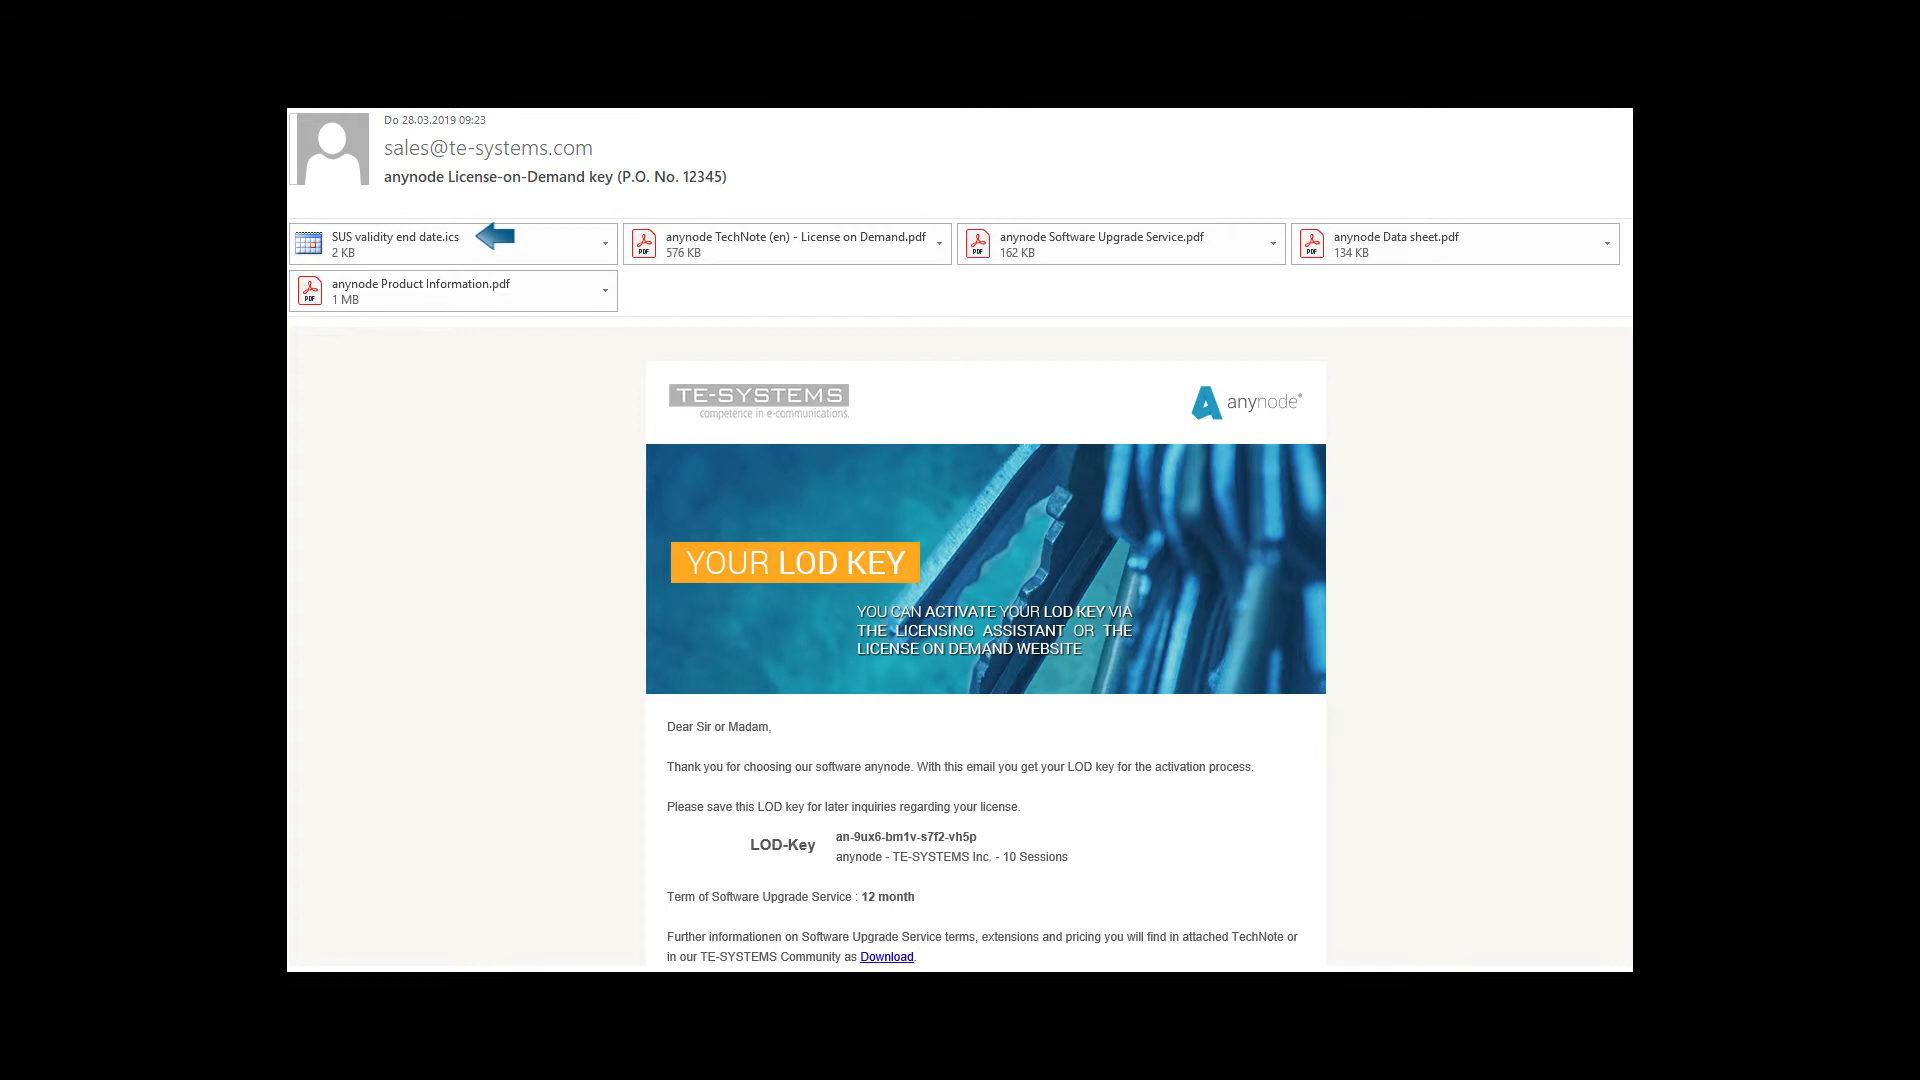 Do 28.03.2019 09:23
sales@te-systems.com
anynode License-on-Demand key (P.O. No. 12345)
SUS validity end date.ics
2 KB
anynode TechNote (en) - License on Demand.pdf
576 KB
anynode Software Upgrade Service.pdf
162 KB
anynode Data sheet.pdf
134 KB
anynode Product Information.pdf
1 MB
TE-SYSTEMS
competence in e-communications.
anynode®
YOUR LOD KEY
YOU CAN ACTIVATE YOUR LOD KEY VIA
THE LICENSING ASSISTANT OR THE
LICENSE ON DEMAND WEBSITE
Dear Sir or Madam,
Thank you for choosing our software anynode. With this email you get your LOD key for the activation process.
Please save this LOD key for later inquiries regarding your license.
LOD-Key
an-9ux6-bm1v-s7f2-vh5p
anynode - TE-SYSTEMS Inc. - 10 Sessions
Term of Software Upgrade Service : 12 month
Further informationen on Software Upgrade Service terms, extensions and pricing you will find in attached TechNote or
in our TE-SYSTEMS Community as Download.